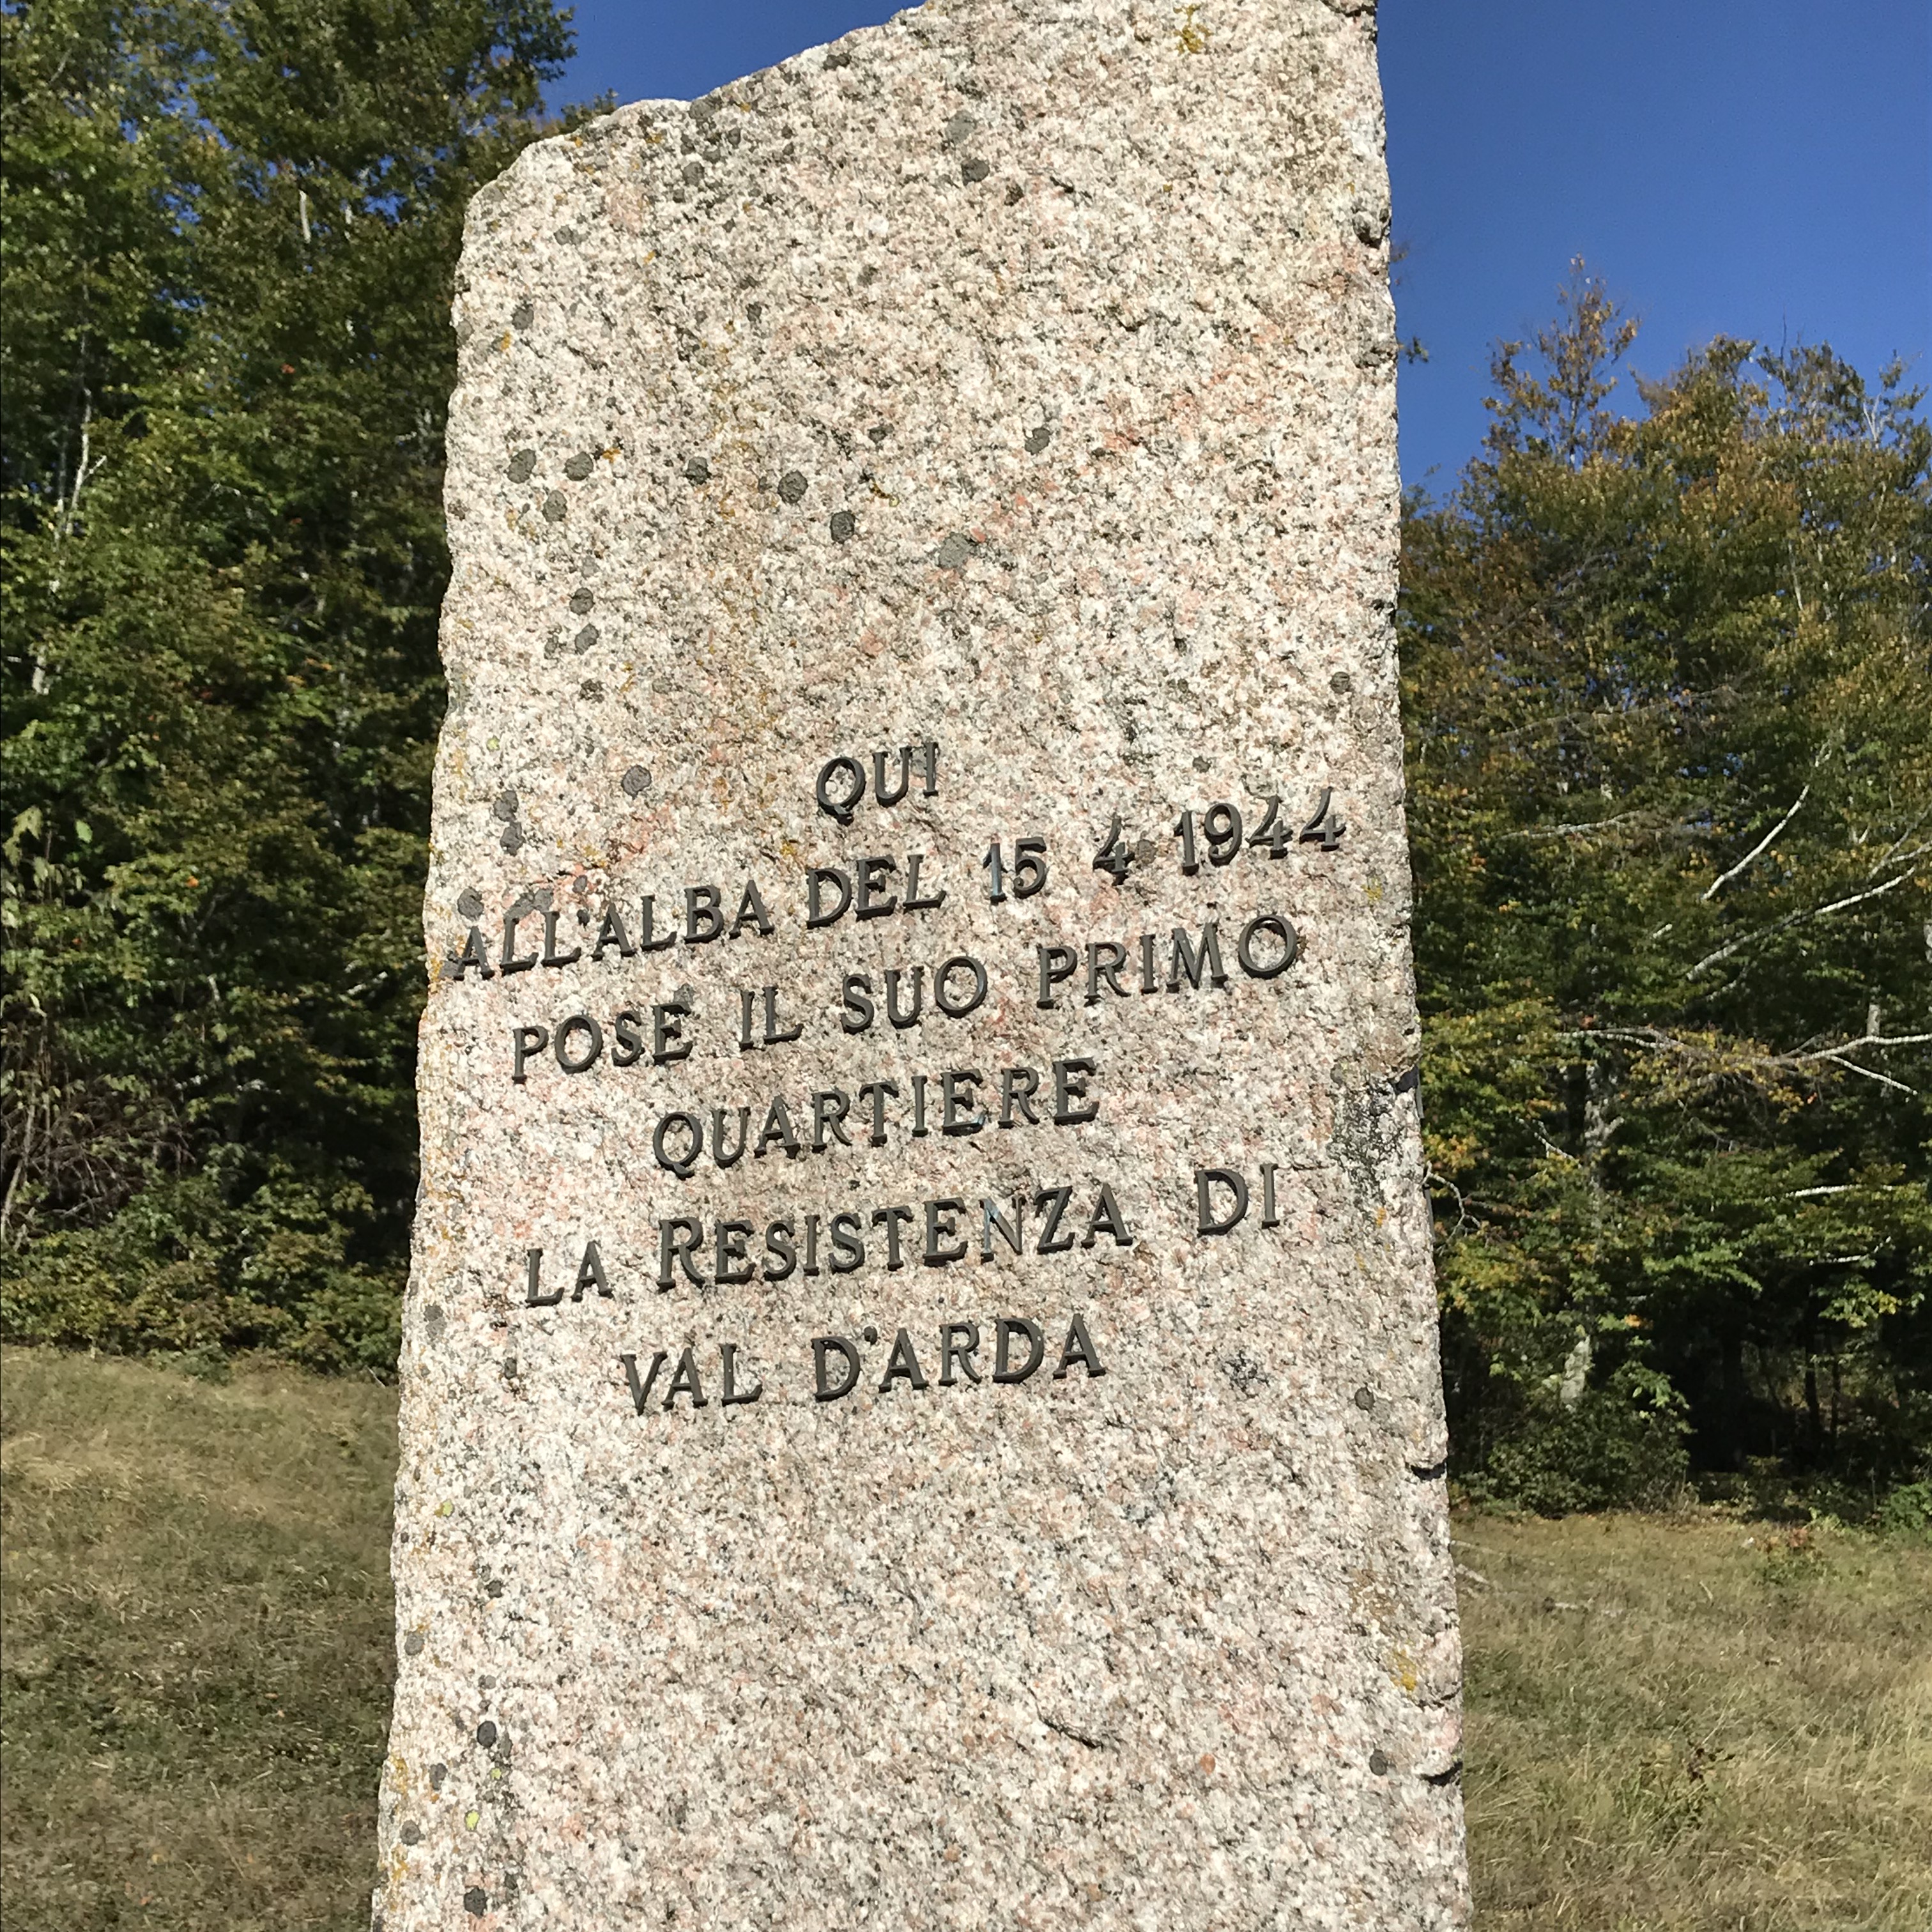 QUI
ALL'ALBA DEL 15 4 1944
POSE IL SUO PRIMO
QUARTIERE
LA RESISTENZA DI
VAL D'ARDA